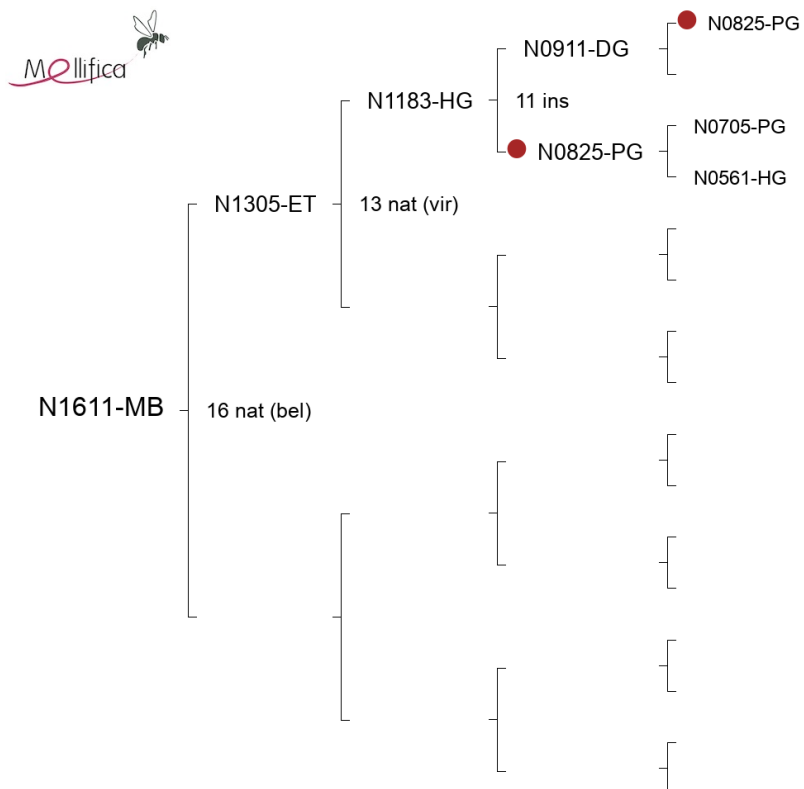 Mellifica
N0825-PG
N0911-DG
N1183-HG
11 ins
N0705-PG
N0825-PG
N0561-HG
N1305-ET
13 nat (vir)
N1611-MB
16 nat (bel)